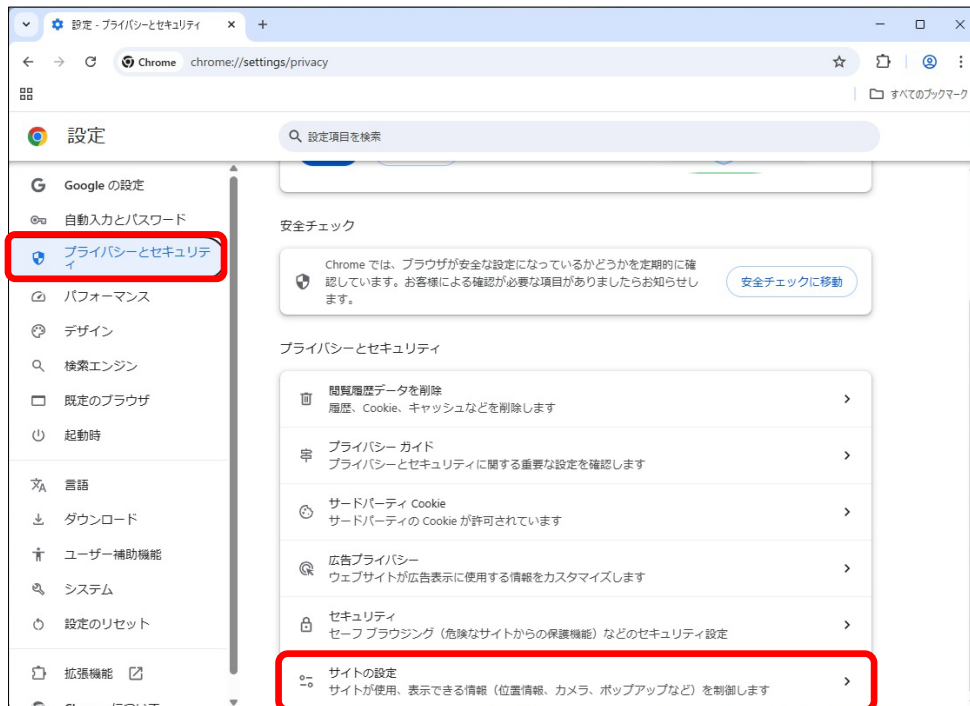 設定 - プライバシーとセキュリティ
Chrome
chrome://settings/privacy
すべてのブックマーク
設定
設定項目を検索
Google の設定
自動入力とパスワード
プライバシーとセキュリテ
ィ
パフォーマンス
デザイン
検索エンジン
既定のブラウザ
起動時
言語
ダウンロード
ユーザー補助機能
システム
設定のリセット
拡張機能
Chrome について
安全チェック
Chrome では、ブラウザが安全な設定になっているかどうかを定期的に確
認しています。お客様による確認が必要な項目がありましたらお知らせし
ます。
安全チェックに移動
プライバシーとセキュリティ
閲覧履歴データを削除
履歴、Cookie、キャッシュなどを削除します
プライバシー ガイド
プライバシーとセキュリティに関する重要な設定を確認します
サードパーティ Cookie
サードパーティの Cookie が許可されています
広告プライバシー
ウェブサイトが広告表示に使用する情報をカスタマイズします
セキュリティ
セーフ ブラウジング（危険なサイトからの保護機能）などのセキュリティ設定
サイトの設定
サイトが使用、表示できる情報（位置情報、カメラ、ポップアップなど）を制御します